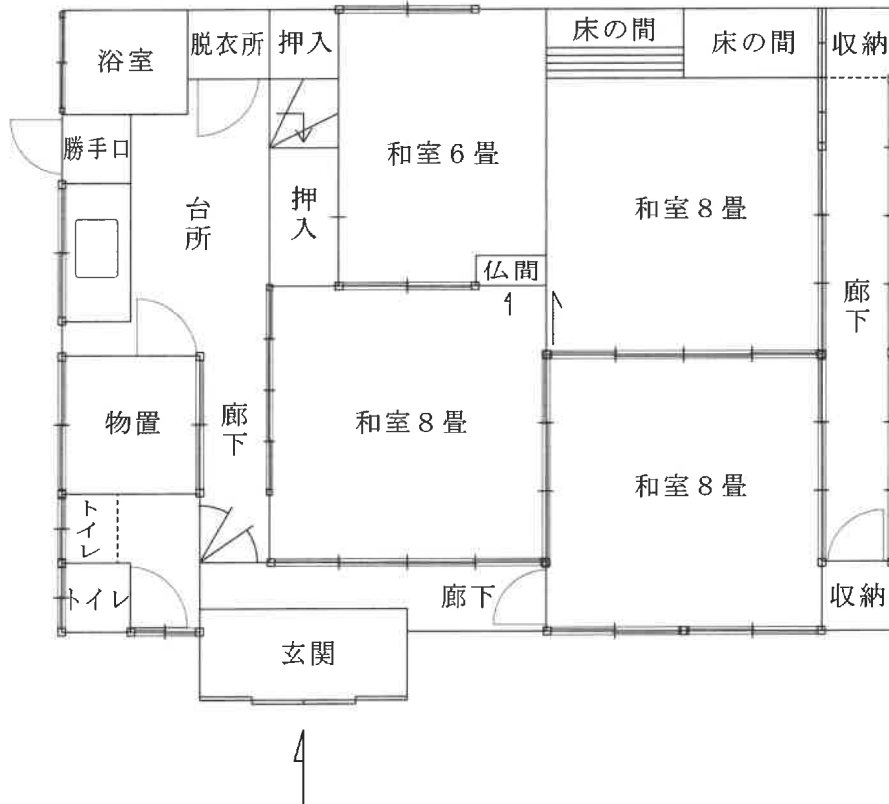 浴室
脱衣所
押入
床の間
床の間
収納
勝手口
和室6畳
台所
押入
和室8畳
仏間
廊下
物置
廊下
和室8畳
和室8畳
トイレ
トイレ
廊下
収納
玄関